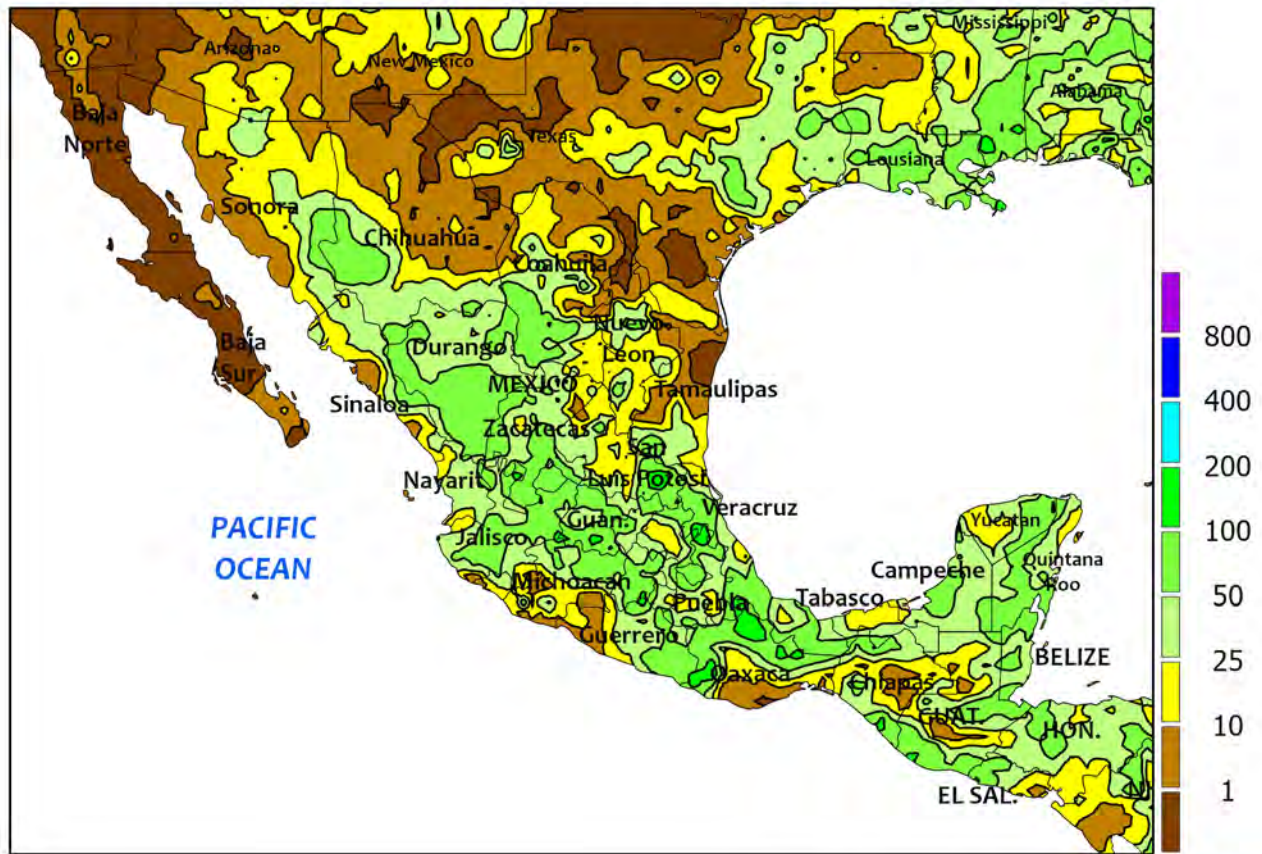 Mississippi
Arizona
New Mexico
Alabama
Baja
Norte
Texas
Lousiana
Sonora
Chihuahua
Coahuila
Nuevo
Leon
Baja
Sur
Durango
MEXICO
Tamaulipas
Sinaloa
Zacatecas
San
Luis Potosi
Nayarit
Veracruz
PACIFIC
OCEAN
Guan.
Jalisco
Yucatan
Quintana
Roo
Campeche
Michoacan
Puebla
Tabasco
Guerrero
BELIZE
Oaxaca
Chiapas
GUAT.
HON.
EL SAL.
800
400
200
100
50
25
10
1